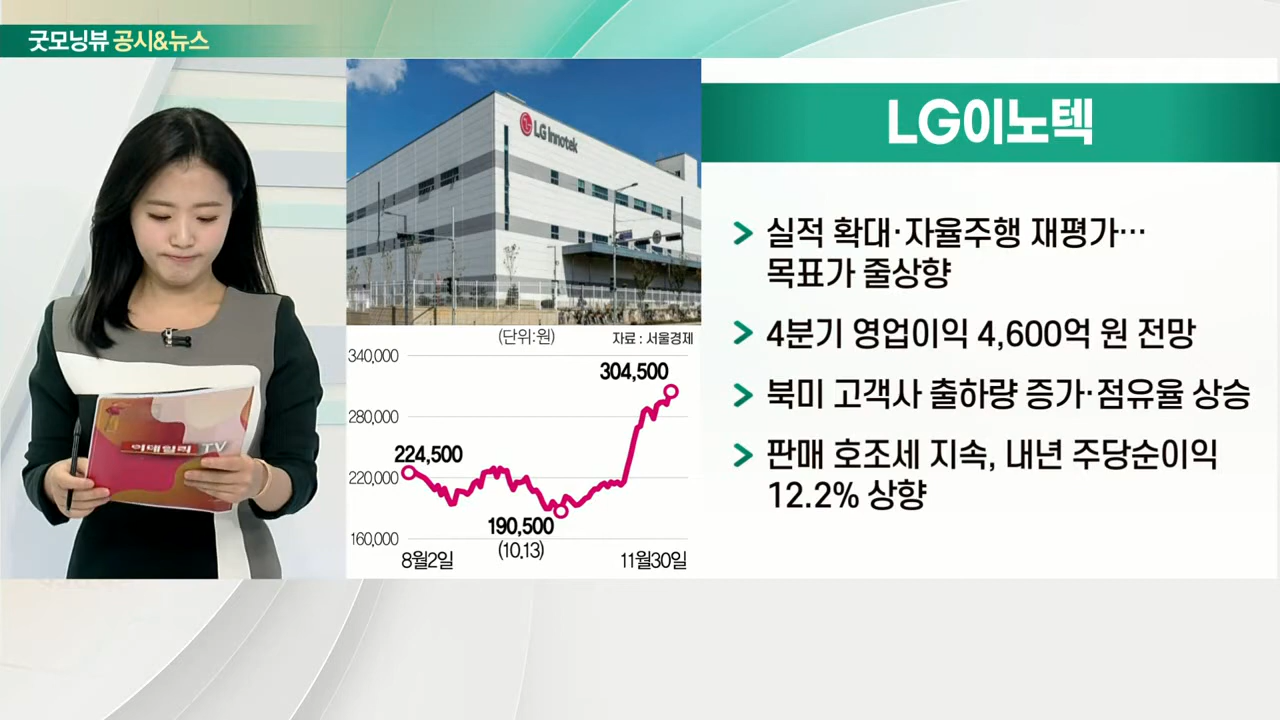 굿모닝뷰 공시&뉴스
LG Innotek
LG이노텍
실적 확대·자율주행 재평가…
목표가 줄상향
4분기 영업이익 4,600억 원 전망
북미 고객사 출하량 증가·점유율 상승
판매 호조세 지속, 내년 주당순이익
12.2% 상향
(단위:원)
자료 : 서울경제
340,000
304,500
280,000
224,500
220,000
190,500
(10.13)
160,000
8월2일
11월30일
이데일리 TV